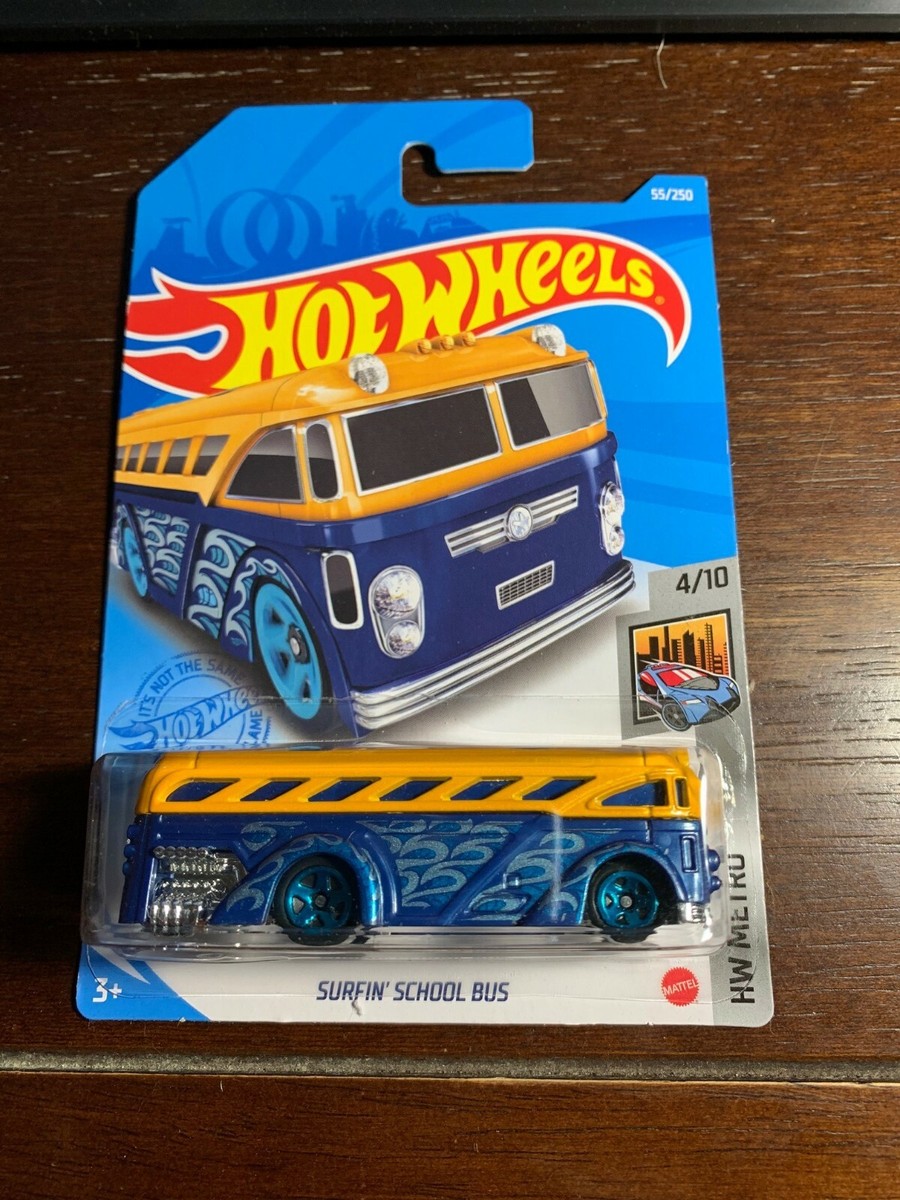 55/250
HOT WHEELS®
4/10
IT'S NOT THE SAME
HOT WHEELS
GAME
HW METRO
3+
SURFIN' SCHOOL BUS
MATTEL